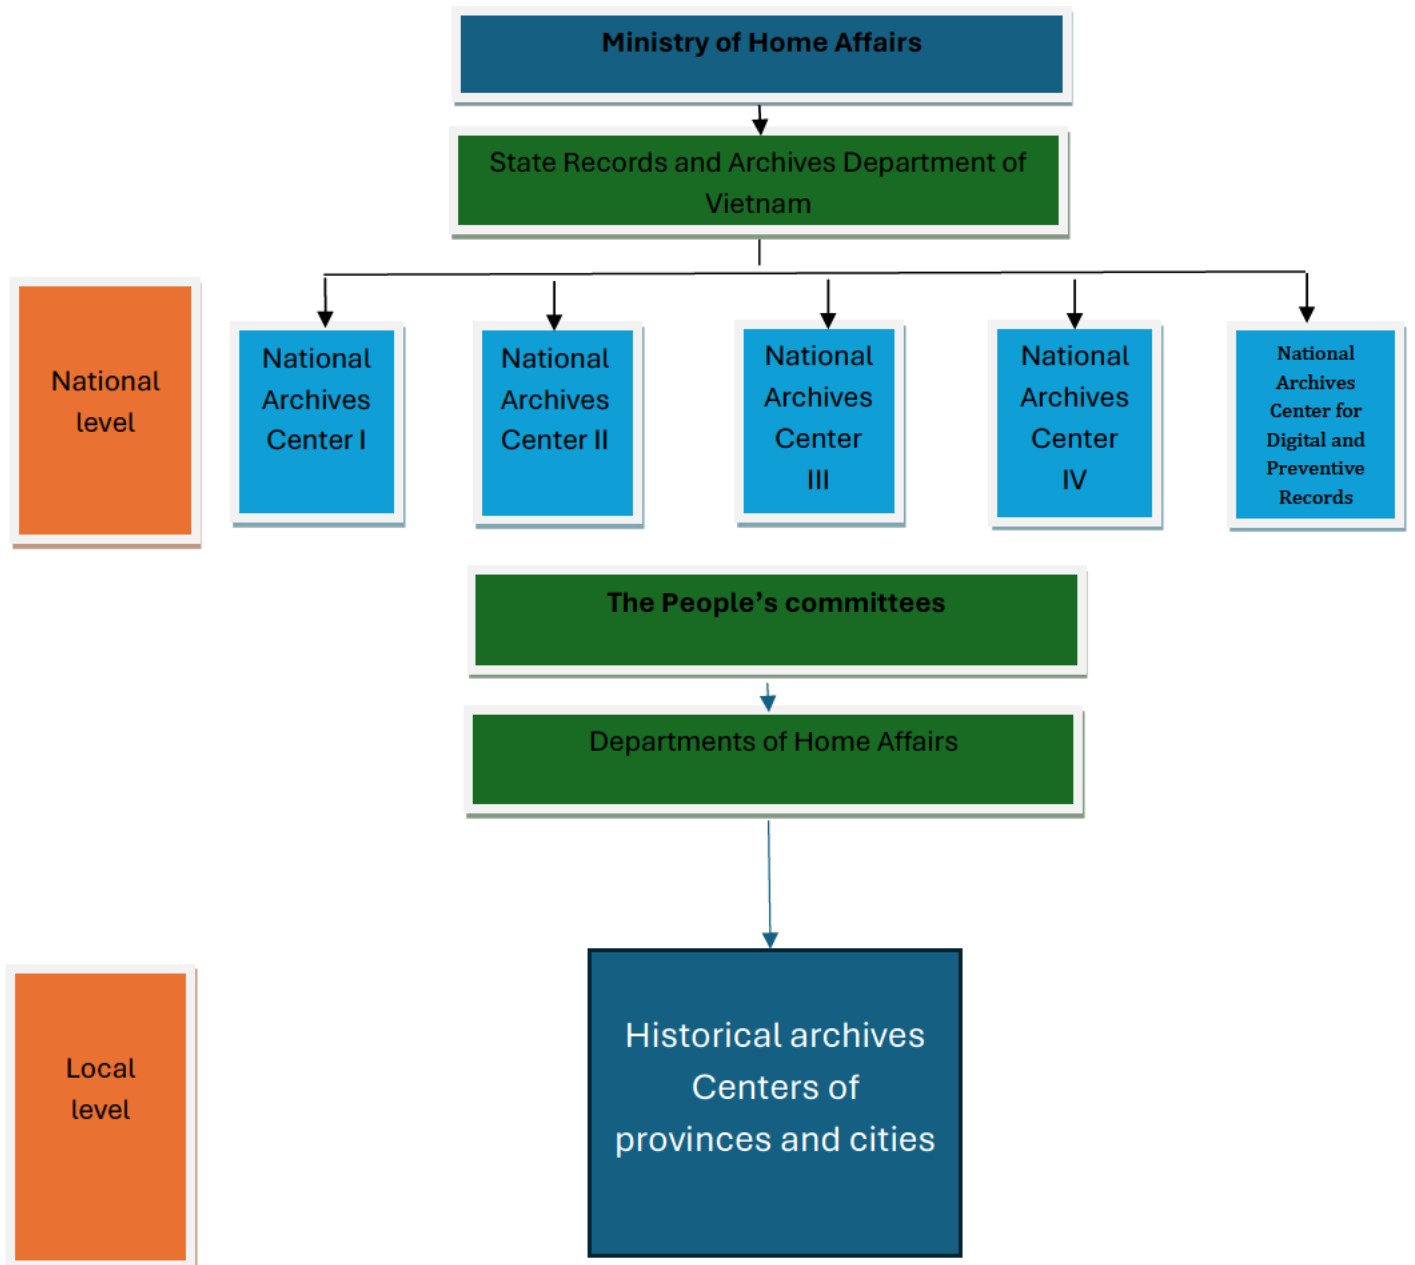 Ministry of Home Affairs
State Records and Archives Department of
Vietnam
National
level
National
Archives
Center I
National
Archives
Center II
National
Archives
Center
III
National
Archives
Center
IV
National
Archives
Center for
Digital and
Preventive
Records
The People’s committees
Departments of Home Affairs
Local
level
Historical archives
Centers of
provinces and cities